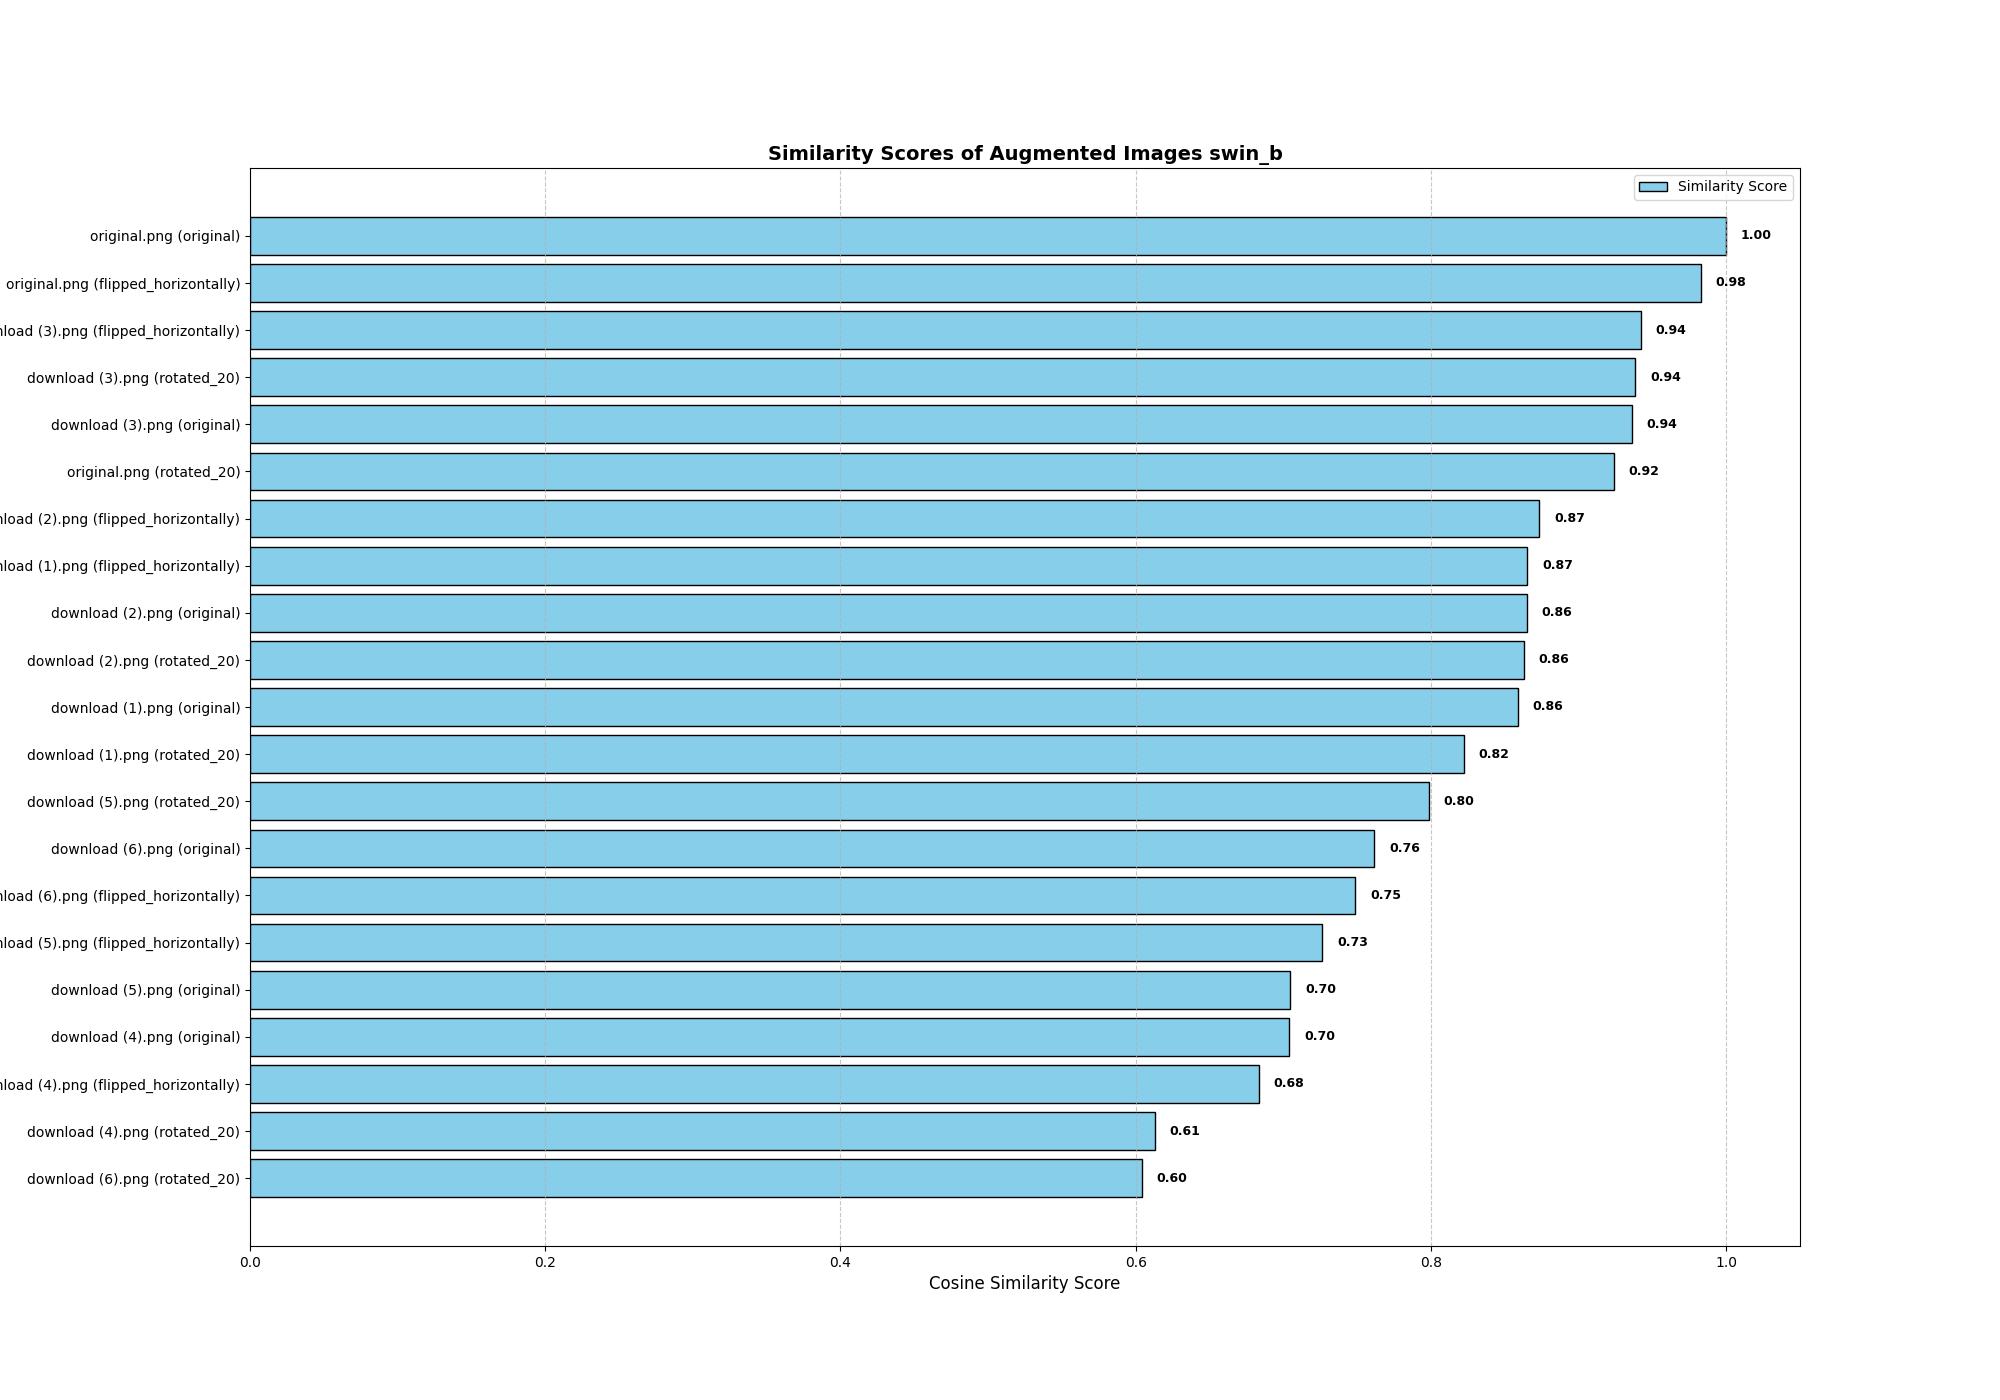 Similarity Scores of Augmented Images swin_b
Similarity Score
original.png (original) 1.00
original.png (flipped_horizontally) 0.98
load (3).png (flipped_horizontally) 0.94
download (3).png (rotated_20) 0.94
download (3).png (original) 0.94
original.png (rotated_20) 0.92
load (2).png (flipped_horizontally) 0.87
load (1).png (flipped_horizontally) 0.87
download (2).png (original) 0.86
download (2).png (rotated_20) 0.86
download (1).png (original) 0.86
download (1).png (rotated_20) 0.82
download (5).png (rotated_20) 0.80
download (6).png (original) 0.76
load (6).png (flipped_horizontally) 0.75
load (5).png (flipped_horizontally) 0.73
download (5).png (original) 0.70
download (4).png (original) 0.70
load (4).png (flipped_horizontally) 0.68
download (4).png (rotated_20) 0.61
download (6).png (rotated_20) 0.60
0.0 0.2 0.4 0.6 0.8 1.0
Cosine Similarity Score